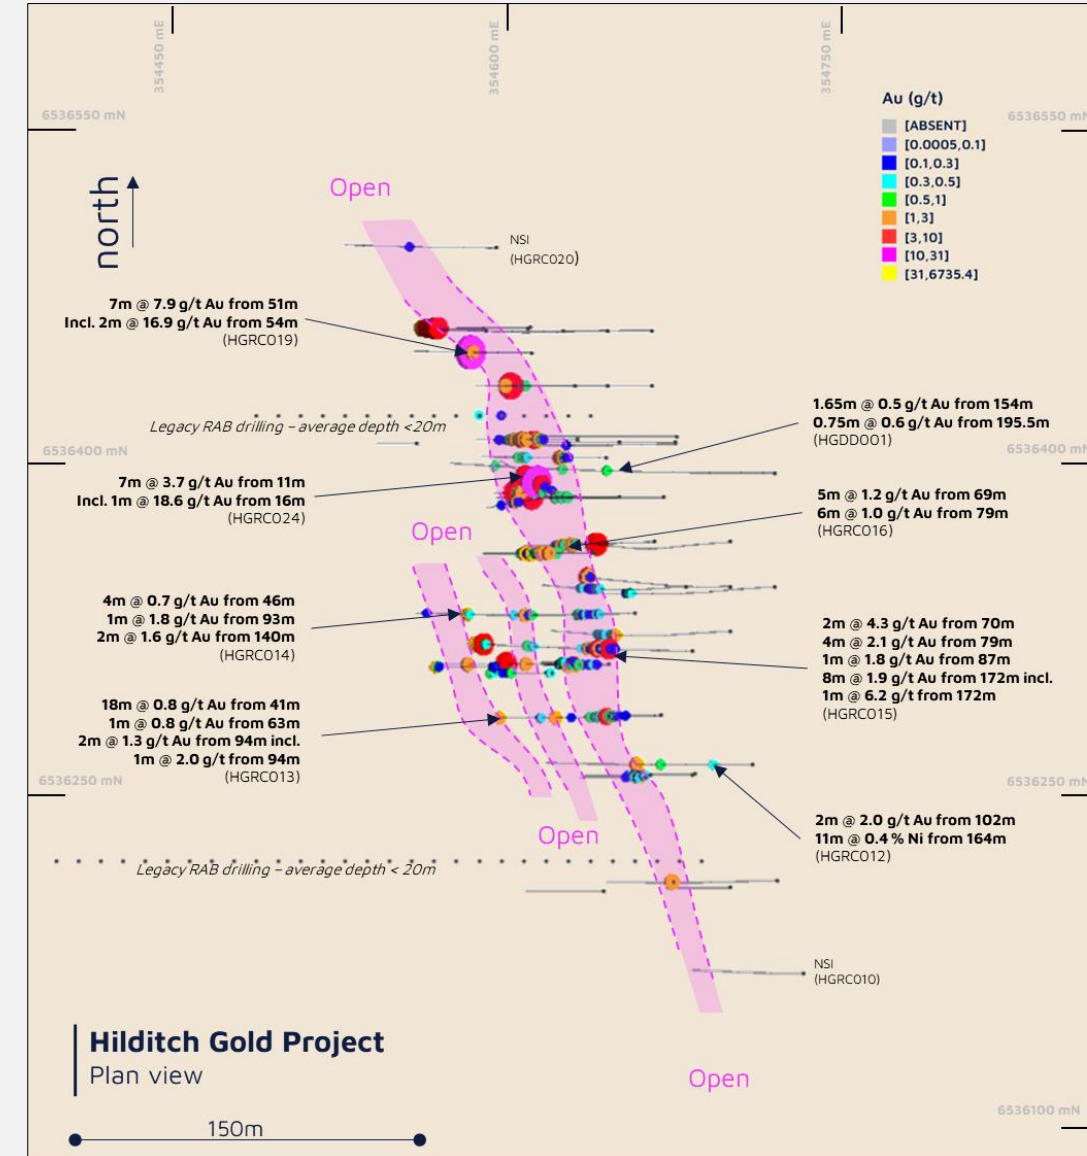 354450 mE
354600 mE
354750 mE
6536550 mN
6536550 mN
Au (g/t)
[ABSENT]
[0.0005,0.1]
[0.1,0.3]
[0.3,0.5]
[0.5,1]
[1,3]
[3,10]
[10,31]
[31,6735.4]
north
Open
NSI
(HGRC020)
7m @ 7.9 g/t Au from 51m
Incl. 2m @ 16.9 g/t Au from 54m
(HGRC019)
Legacy RAB drilling – average depth <20m
1.65m @ 0.5 g/t Au from 154m
0.75m @ 0.6 g/t Au from 195.5m
(HGDD001)
6536400 mN
6536400 mN
7m @ 3.7 g/t Au from 11m
Incl. 1m @ 18.6 g/t Au from 16m
(HGRC024)
5m @ 1.2 g/t Au from 69m
6m @ 1.0 g/t Au from 79m
(HGRC016)
Open
4m @ 0.7 g/t Au from 46m
1m @ 1.8 g/t Au from 93m
2m @ 1.6 g/t Au from 140m
(HGRC014)
2m @ 4.3 g/t Au from 70m
4m @ 2.1 g/t Au from 79m
1m @ 1.8 g/t Au from 87m
8m @ 1.9 g/t Au from 172m incl.
1m @ 6.2 g/t from 172m
(HGRC015)
18m @ 0.8 g/t Au from 41m
1m @ 0.8 g/t Au from 63m
2m @ 1.3 g/t Au from 94m incl.
1m @ 2.0 g/t from 94m
(HGRC013)
6536250 mN
6536250 mN
Open
2m @ 2.0 g/t Au from 102m
11m @ 0.4 % Ni from 164m
(HGRC012)
Legacy RAB drilling – average depth < 20m
NSI
(HGRC010)
Hilditch Gold Project
Plan view
Open
6536100 mN
150m